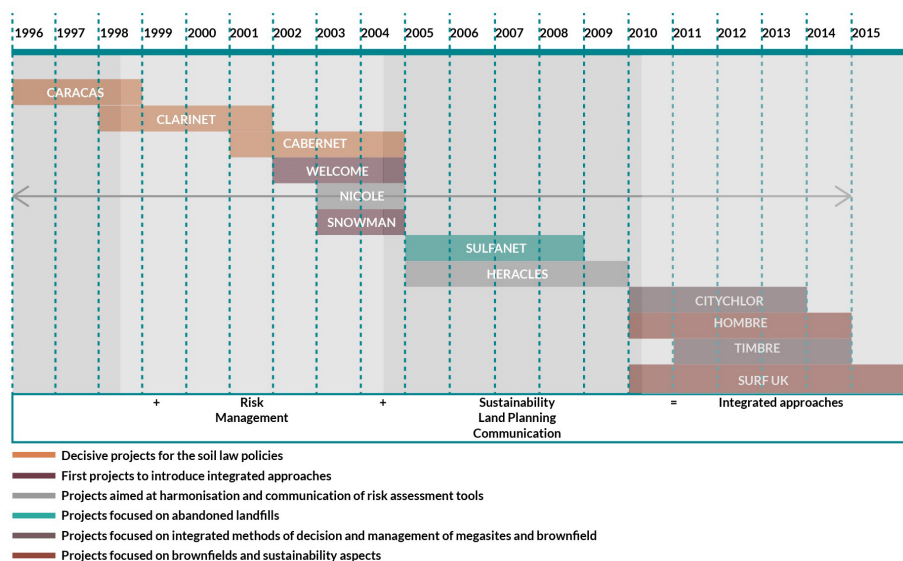 1996 1997 1998 1999 2000 2001 2002 2003 2004 2005 2006 2007 2008 2009 2010 2011 2012 2013 2014 2015
CARACAS
CLARINET
CABERNET
WELCOME
NICOLE
SNOWMAN
SULFANET
HERACLES
CITYCHLOR
HOMBRE
TIMBRE
SURF UK
+ Risk + Sustainability = Integrated approaches
Management Land Planning
Communication
Decisive projects for the soil law policies
First projects to introduce integrated approaches
Projects aimed at harmonisation and communication of risk assessment tools
Projects focused on abandoned landfills
Projects focused on integrated methods of decision and management of megasites and brownfield
Projects focused on brownfields and sustainability aspects